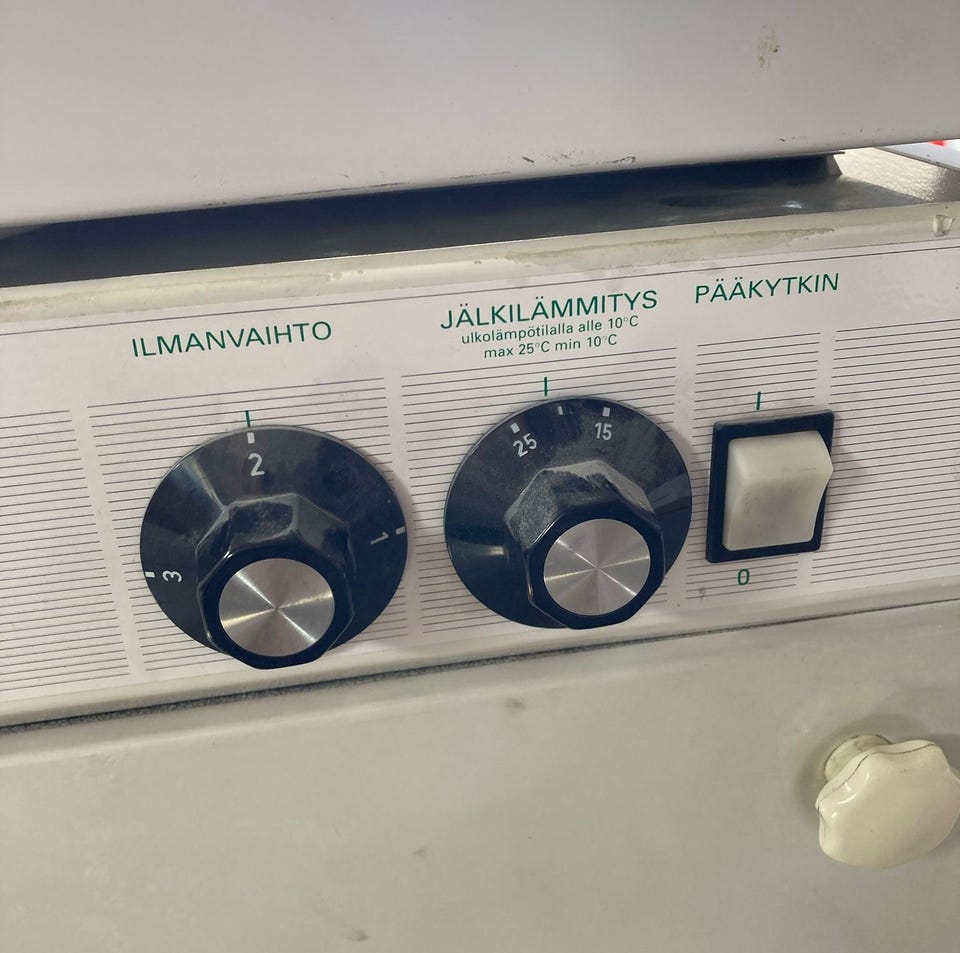 ILMANVAIHTO
2
1
3
JÄLKILÄMMITYS
ulkolämpötilalla alle 10°C
max 25°C min 10°C
25
15
PÄÄKYTKIN
I
0